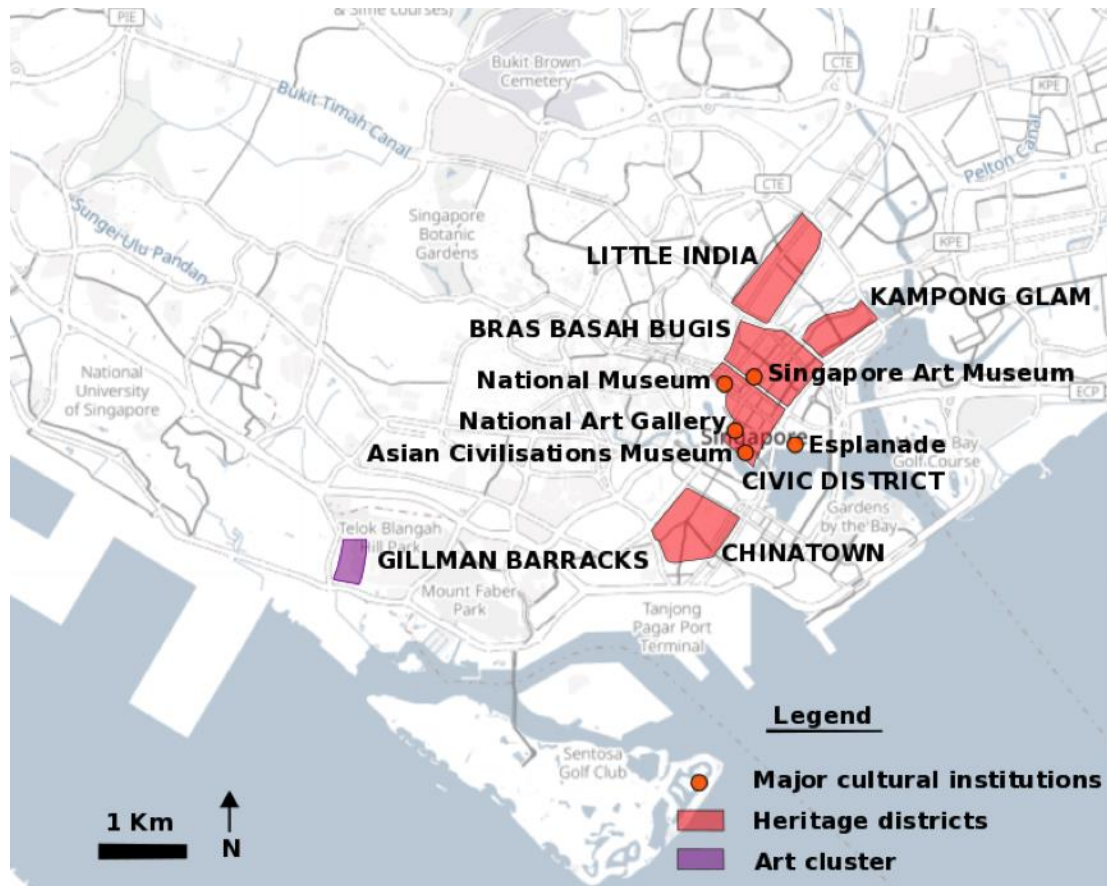 & Sime courses)
PIE
Bukit Brown
Cemetery
CTE
KPE
Bukit Timah Canal
Pelton Canal
CTE
Sungei Ulu Pandan
Singapore
Botanic
Gardens
KPE
LITTLE INDIA
KAMPONG GLAM
BRAS BASAH BUGIS
National
University
of Singapore
National Museum
Singapore Art Museum
ECP
National Art Gallery
Singapore
Asian Civilisations Museum
Esplanade
Bay
Golf Course
CIVIC DISTRICT
Gardens
by the Bay
Telok Blangah
Hill Park
GILLMAN BARRACKS
CHINATOWN
Mount Faber
Park
Tanjong
Pagar Port
Terminal
Legend
Sentosa
Golf Club
Major cultural institutions
1 Km
N
Heritage districts
Art cluster